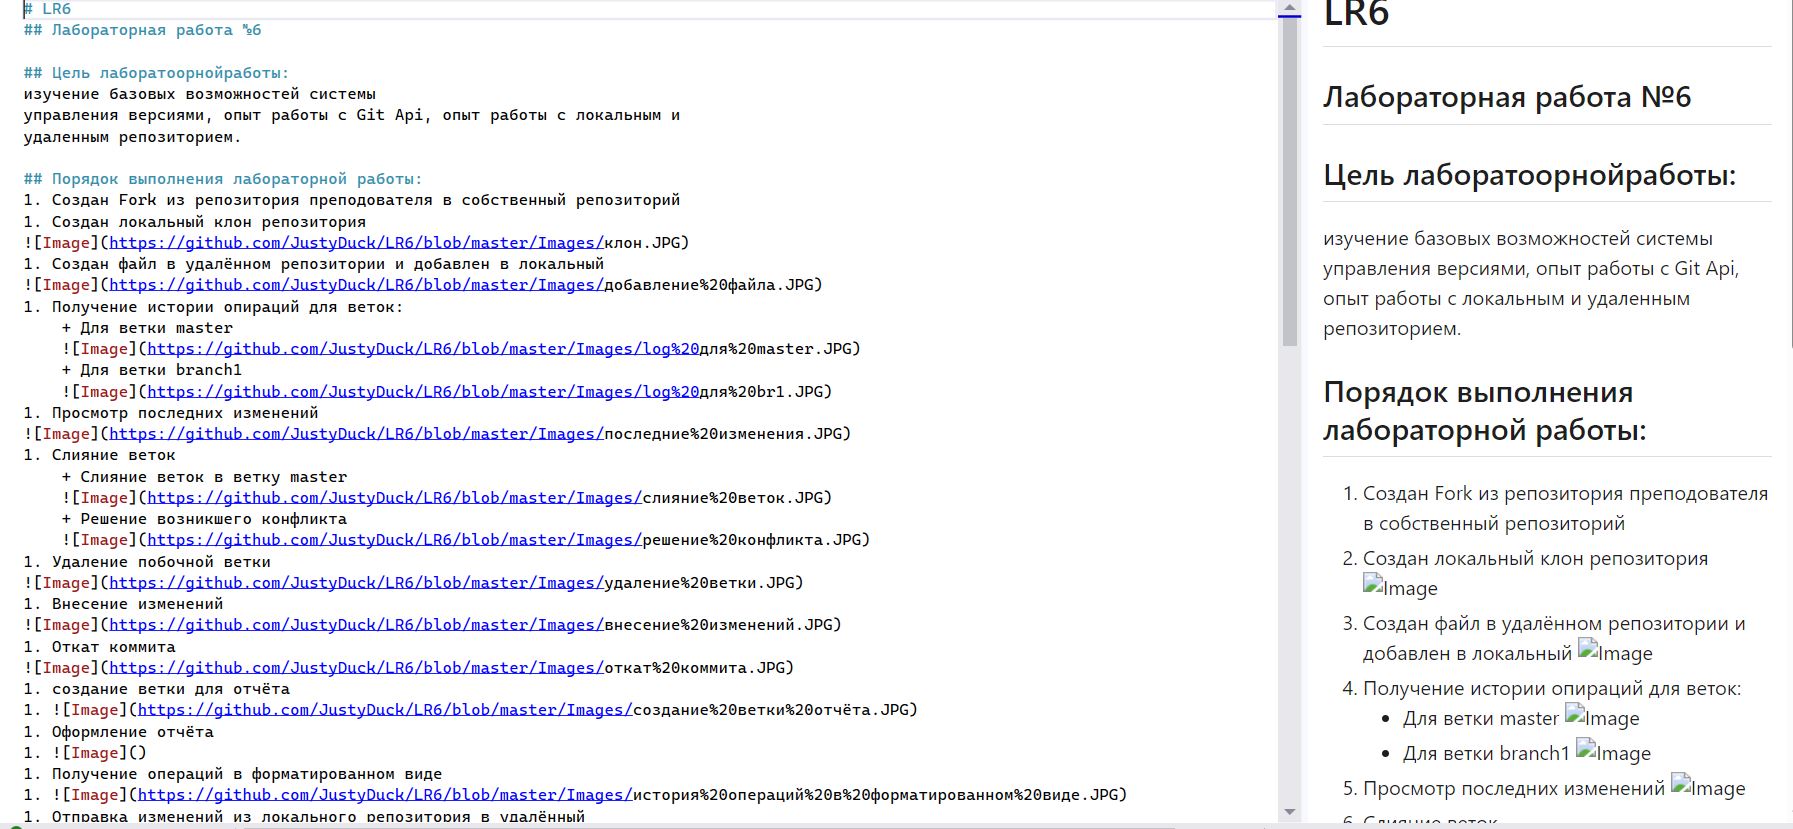 # LR6
## Лабораторная работа №6
## Цель лаборатоорнойработы:
изучение базовых возможностей системы
управления версиями, опыт работы с Git Api, опыт работы с локальным и
удаленным репозиторием.
## Порядок выполнения лабораторной работы:
1. Создан Fork из репозитория преподователя в собственный репозиторий
1. Создан локальный клон репозитория
![Image](https://github.com/JustyDuck/LR6/blob/master/Images/клон.JPG)
1. Создан файл в удалённом репозитории и добавлен в локальный
![Image](https://github.com/JustyDuck/LR6/blob/master/Images/добавление%20файла.JPG)
1. Получение истории опираций для веток:
+ Для ветки master
![Image](https://github.com/JustyDuck/LR6/blob/master/Images/log%20для%20master.JPG)
+ Для ветки branch1
![Image](https://github.com/JustyDuck/LR6/blob/master/Images/log%20для%20br1.JPG)
1. Просмотр последних изменений
![Image](https://github.com/JustyDuck/LR6/blob/master/Images/последние%20изменения.JPG)
1. Слияние веток
+ Слияние веток в ветку master
![Image](https://github.com/JustyDuck/LR6/blob/master/Images/слияние%20веток.JPG)
+ Решение возникшего конфликта
![Image](https://github.com/JustyDuck/LR6/blob/master/Images/решение%20конфликта.JPG)
1. Удаление побочной ветки
![Image](https://github.com/JustyDuck/LR6/blob/master/Images/удаление%20ветки.JPG)
1. Внесение изменений
![Image](https://github.com/JustyDuck/LR6/blob/master/Images/внесение%20изменений.JPG)
1. Откат коммита
![Image](https://github.com/JustyDuck/LR6/blob/master/Images/откат%20коммита.JPG)
1. создание ветки для отчёта
1. ![Image](https://github.com/JustyDuck/LR6/blob/master/Images/создание%20ветки%20отчёта.JPG)
1. Оформление отчёта
1. ![Image]()
1. Получение операций в форматированном виде
1. ![Image](https://github.com/JustyDuck/LR6/blob/master/Images/история%20операций%20в%20форматированном%20виде.JPG)
1. Отправка изменений из локального репозитория в удалённый
LR6
Лабораторная работа №6
Цель лаборатоорнойработы:
изучение базовых возможностей системы
управления версиями, опыт работы с Git Api,
опыт работы с локальным и удаленным
репозиторием.
Порядок выполнения
лабораторной работы:
1. Создан Fork из репозитория преподователя
в собственный репозиторий
2. Создан локальный клон репозитория
Image
3. Создан файл в удалённом репозитории и
добавлен в локальный Image
4. Получение истории опираций для веток:
• Для ветки master Image
• Для ветки branch1 Image
5. Просмотр последних изменений Image
6. Слияние веток